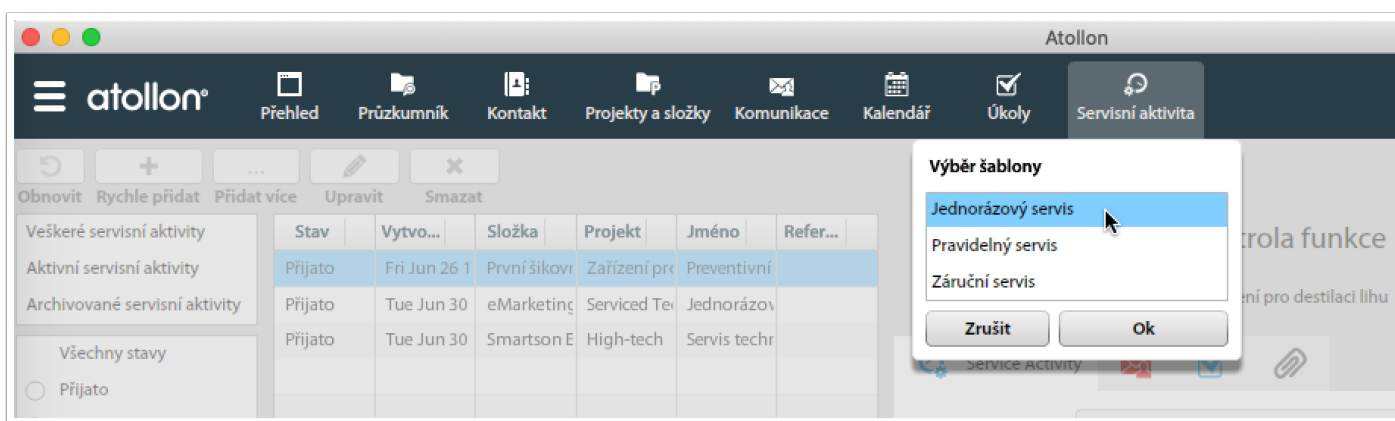 Atollon
atollon
Přehled Průzkumník Kontakt Projekty a složky Komunikace Kalendář Úkoly Servisní aktivita
Obnovit Rychle přidat Přidat více Upravit Smazat
Výběr šablony
Jednorázový servis
Pravidelný servis
Záruční servis
Zrušit Ok
Veškeré servisní aktivity
Aktivní servisní aktivity
Archivované servisní aktivity
Všechny stavy
Přijato
Stav Vytvo... Složka Projekt Jméno Refer...
Přijato Fri Jun 26 1 První šikovn Zařízení pro Preventivní
Přijato Tue Jun 30 eMarketing Serviced Te Jednorázov
Přijato Tue Jun 30 Smartson E High-tech Servis techn
trola funkce
ení pro destilaci lihu
Service Activity